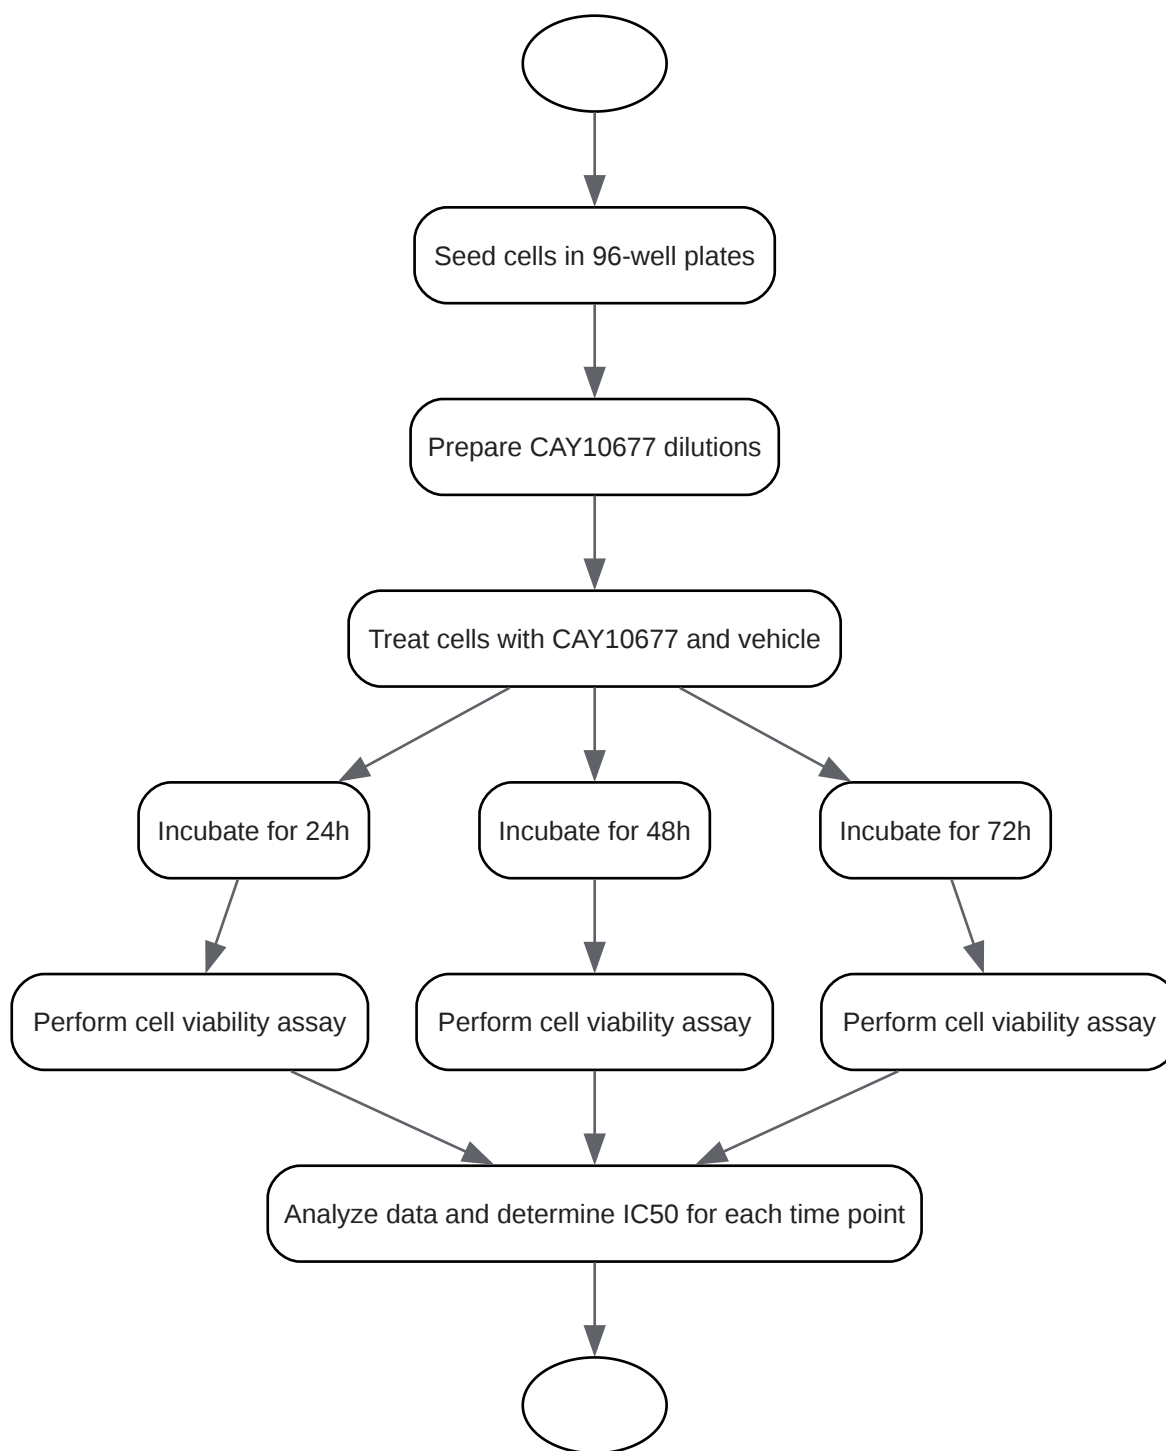 Seed cells in 96-well plates
Prepare CAY10677 dilutions
Treat cells with CAY10677 and vehicle
Incubate for 24h
Incubate for 48h
Incubate for 72h
Perform cell viability assay
Perform cell viability assay
Perform cell viability assay
Analyze data and determine IC50 for each time point